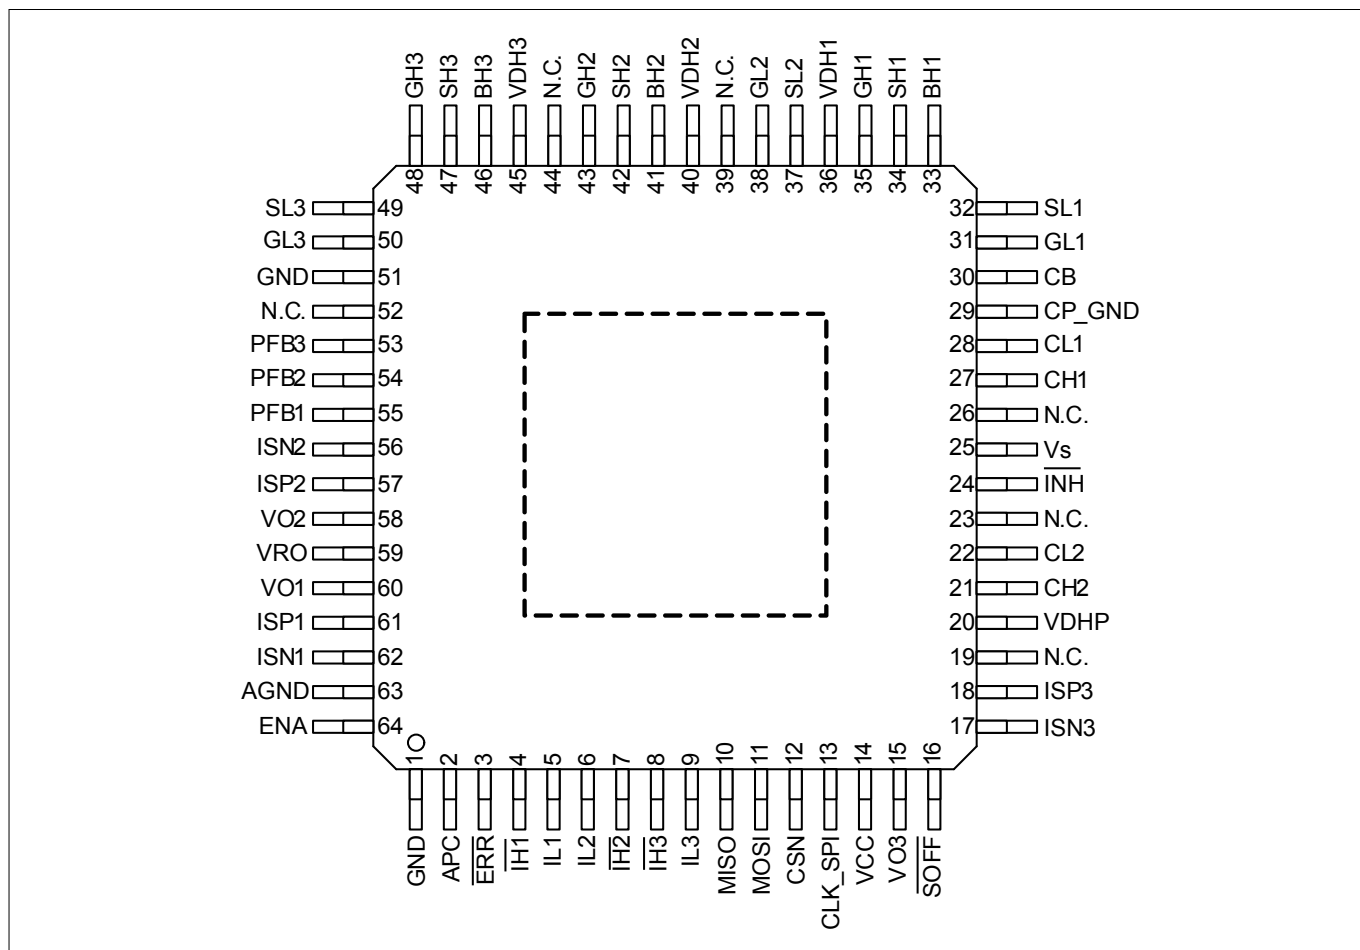 GH3
SH3
BH3
VDH3
N.C.
GH2
SH2
BH2
VDH2
N.C.
GL2
SL2
VDH1
GH1
SH1
BH1
48
47
46
45
44
43
42
41
40
39
38
37
36
35
34
33
SL3 49
GL3 50
GND 51
N.C. 52
PFB3 53
PFB2 54
PFB1 55
ISN2 56
ISP2 57
VO2 58
VRO 59
VO1 60
ISP1 61
ISN1 62
AGND 63
ENA 64
32 SL1
31 GL1
30 CB
29 CP_GND
28 CL1
27 CH1
26 N.C.
25 Vs
24 I̅N̅H̅
23 N.C.
22 CL2
21 CH2
20 VDHP
19 N.C.
18 ISP3
17 ISN3
1
2
3
4
5
6
7
8
9
10
11
12
13
14
15
16
GND
APC
E̅R̅R̅
I̅H̅1̅
IL1
IL2
I̅H̅2̅
I̅H̅3̅
IL3
MISO
MOSI
CSN
CLK_SPI
VCC
VO3
S̅O̅F̅F̅